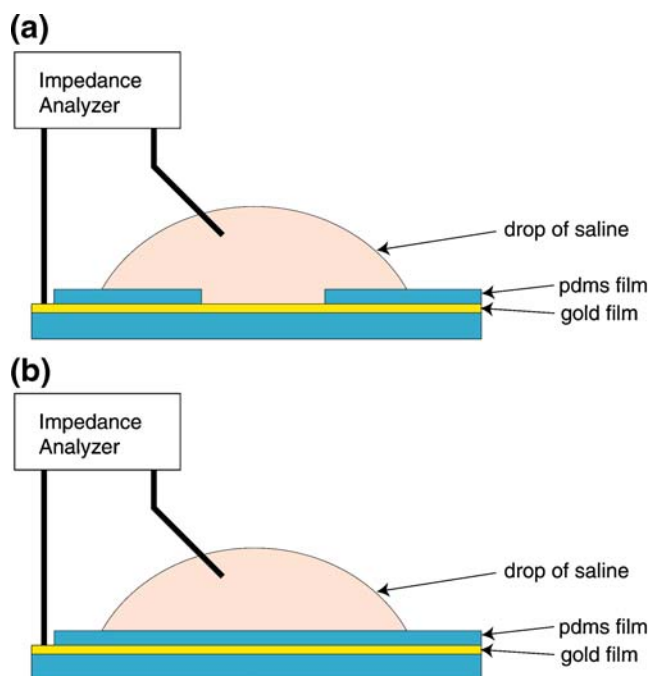 (a)
Impedance
Analyzer
drop of saline
pdms film
gold film
(b)
Impedance
Analyzer
drop of saline
pdms film
gold film